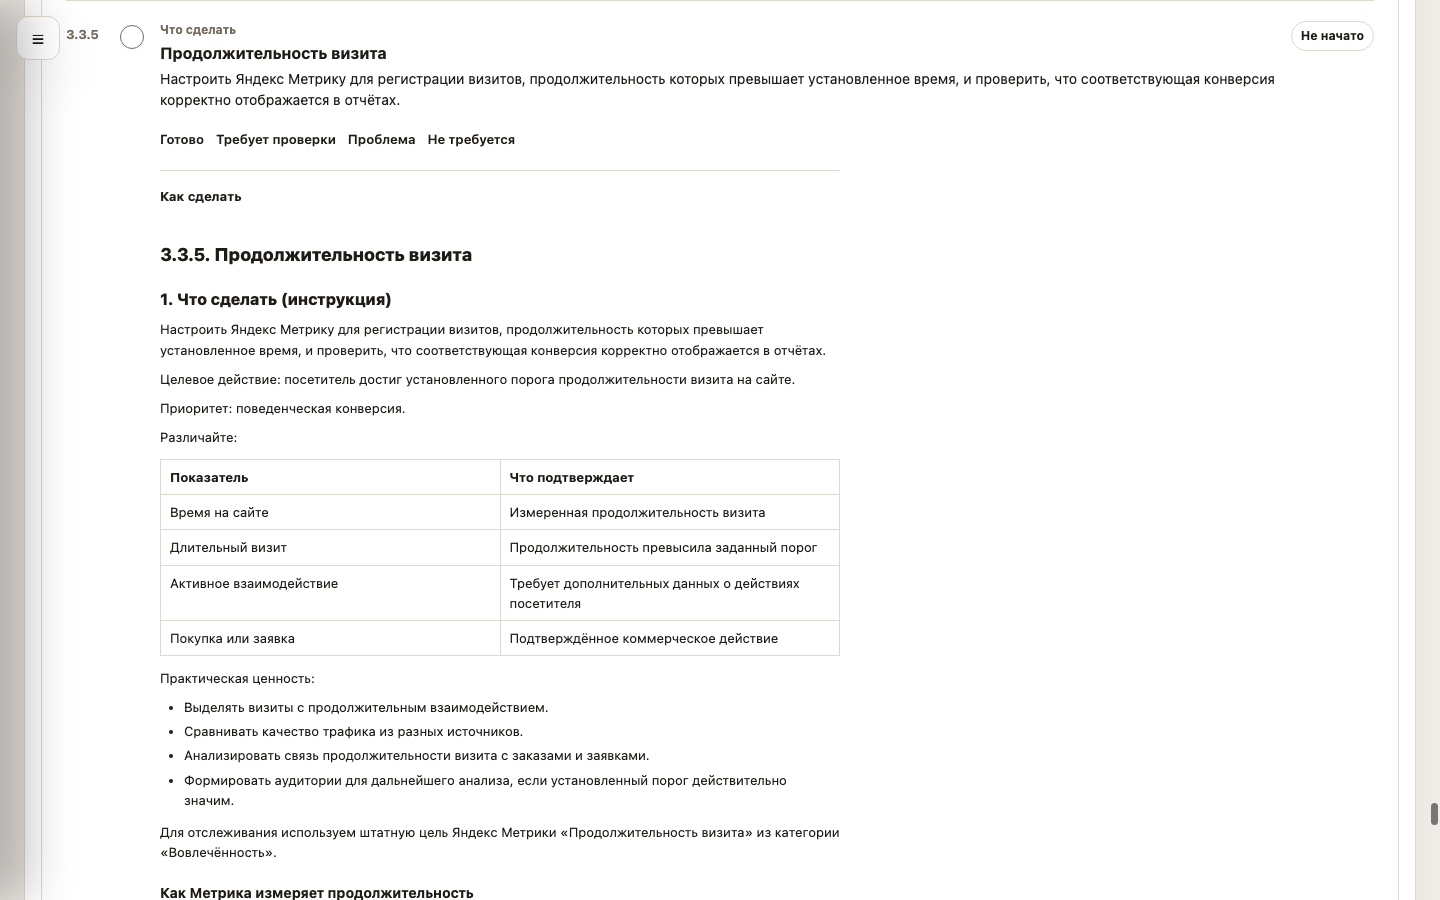 3.3.5
Что сделать
Не начато
Продолжительность визита
Настроить Яндекс Метрику для регистрации визитов, продолжительность которых превышает установленное время, и проверить, что соответствующая конверсия
корректно отображается в отчётах.
Готово Требует проверки Проблема Не требуется
Как сделать
3.3.5. Продолжительность визита
1. Что сделать (инструкция)
Настроить Яндекс Метрику для регистрации визитов, продолжительность которых превышает
установленное время, и проверить, что соответствующая конверсия корректно отображается в отчётах.
Целевое действие: посетитель достиг установленного порога продолжительности визита на сайте.
Приоритет: поведенческая конверсия.
Различайте:
Показатель Что подтверждает
Время на сайте Измеренная продолжительность визита
Длительный визит Продолжительность превысила заданный порог
Активное взаимодействие Требует дополнительных данных о действиях
посетителя
Покупка или заявка Подтверждённое коммерческое действие
Практическая ценность:
• Выделять визиты с продолжительным взаимодействием.
• Сравнивать качество трафика из разных источников.
• Анализировать связь продолжительности визита с заказами и заявками.
• Формировать аудитории для дальнейшего анализа, если установленный порог действительно
значим.
Для отслеживания используем штатную цель Яндекс Метрики «Продолжительность визита» из категории
«Вовлечённость».
Как Метрика измеряет продолжительность